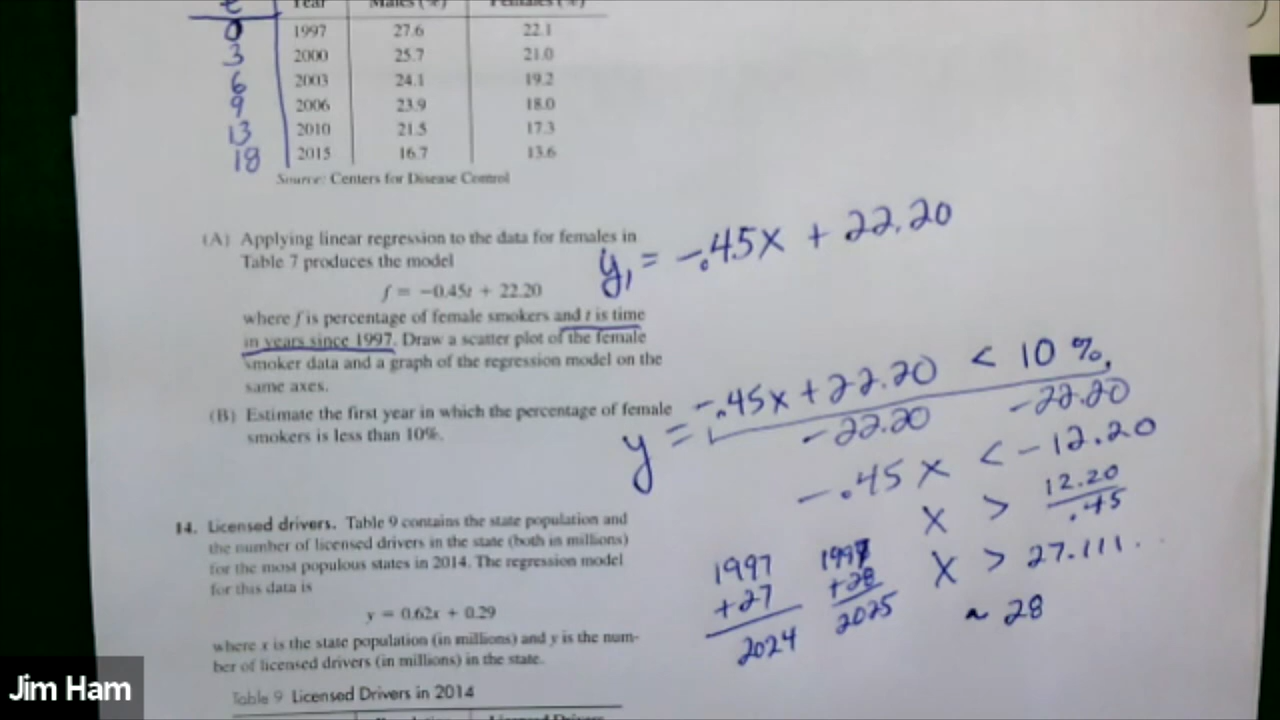 t Year Males (%) Females (%)
0 1997 27.6 22.1
3 2000 25.7 21.0
6 2003 24.1 19.2
9 2006 23.9 18.0
13 2010 21.5 17.3
18 2015 16.7 13.6
Source: Centers for Disease Control
(A) Applying linear regression to the data for females in
Table 7 produces the model
f = −0.45t + 22.20
where f is percentage of female smokers and t is time
in years since 1997. Draw a scatter plot of the female
smoker data and a graph of the regression model on the
same axes.
(B) Estimate the first year in which the percentage of female
smokers is less than 10%.
y₁ = -.45x + 22.20
y = -.45x + 22.20 < 10 %
-22.20 -22.20
-.45x < -12.20
x > 12.20
.45
x > 27.111...
≈ 28
1997 1997
+27 +28
2024 2025
14. Licensed drivers. Table 9 contains the state population and
the number of licensed drivers in the state (both in millions)
for the most populous states in 2014. The regression model
for this data is
y = 0.62x + 0.29
where x is the state population (in millions) and y is the num-
ber of licensed drivers (in millions) in the state.
Table 9 Licensed Drivers in 2014
Population Licensed Drivers
Jim Ham